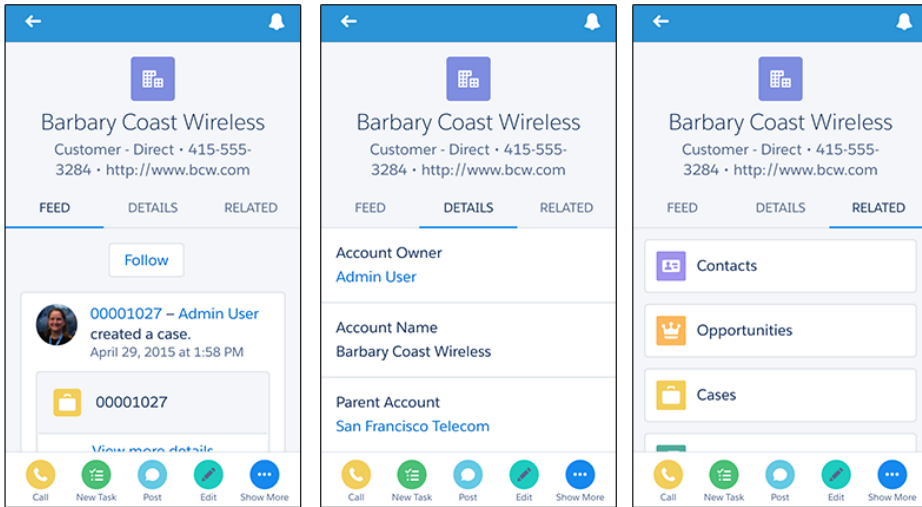 Barbary Coast Wireless
Customer - Direct • 415-555-
3284 • http://www.bcw.com
FEED DETAILS RELATED
Follow
00001027 – Admin User
created a case.
April 29, 2015 at 1:58 PM
00001027
View more details
Call New Task Post Edit Show More
Barbary Coast Wireless
Customer - Direct • 415-555-
3284 • http://www.bcw.com
FEED DETAILS RELATED
Account Owner
Admin User
Account Name
Barbary Coast Wireless
Parent Account
San Francisco Telecom
Call New Task Post Edit Show More
Barbary Coast Wireless
Customer - Direct • 415-555-
3284 • http://www.bcw.com
FEED DETAILS RELATED
Contacts
Opportunities
Cases
Call New Task Post Edit Show More